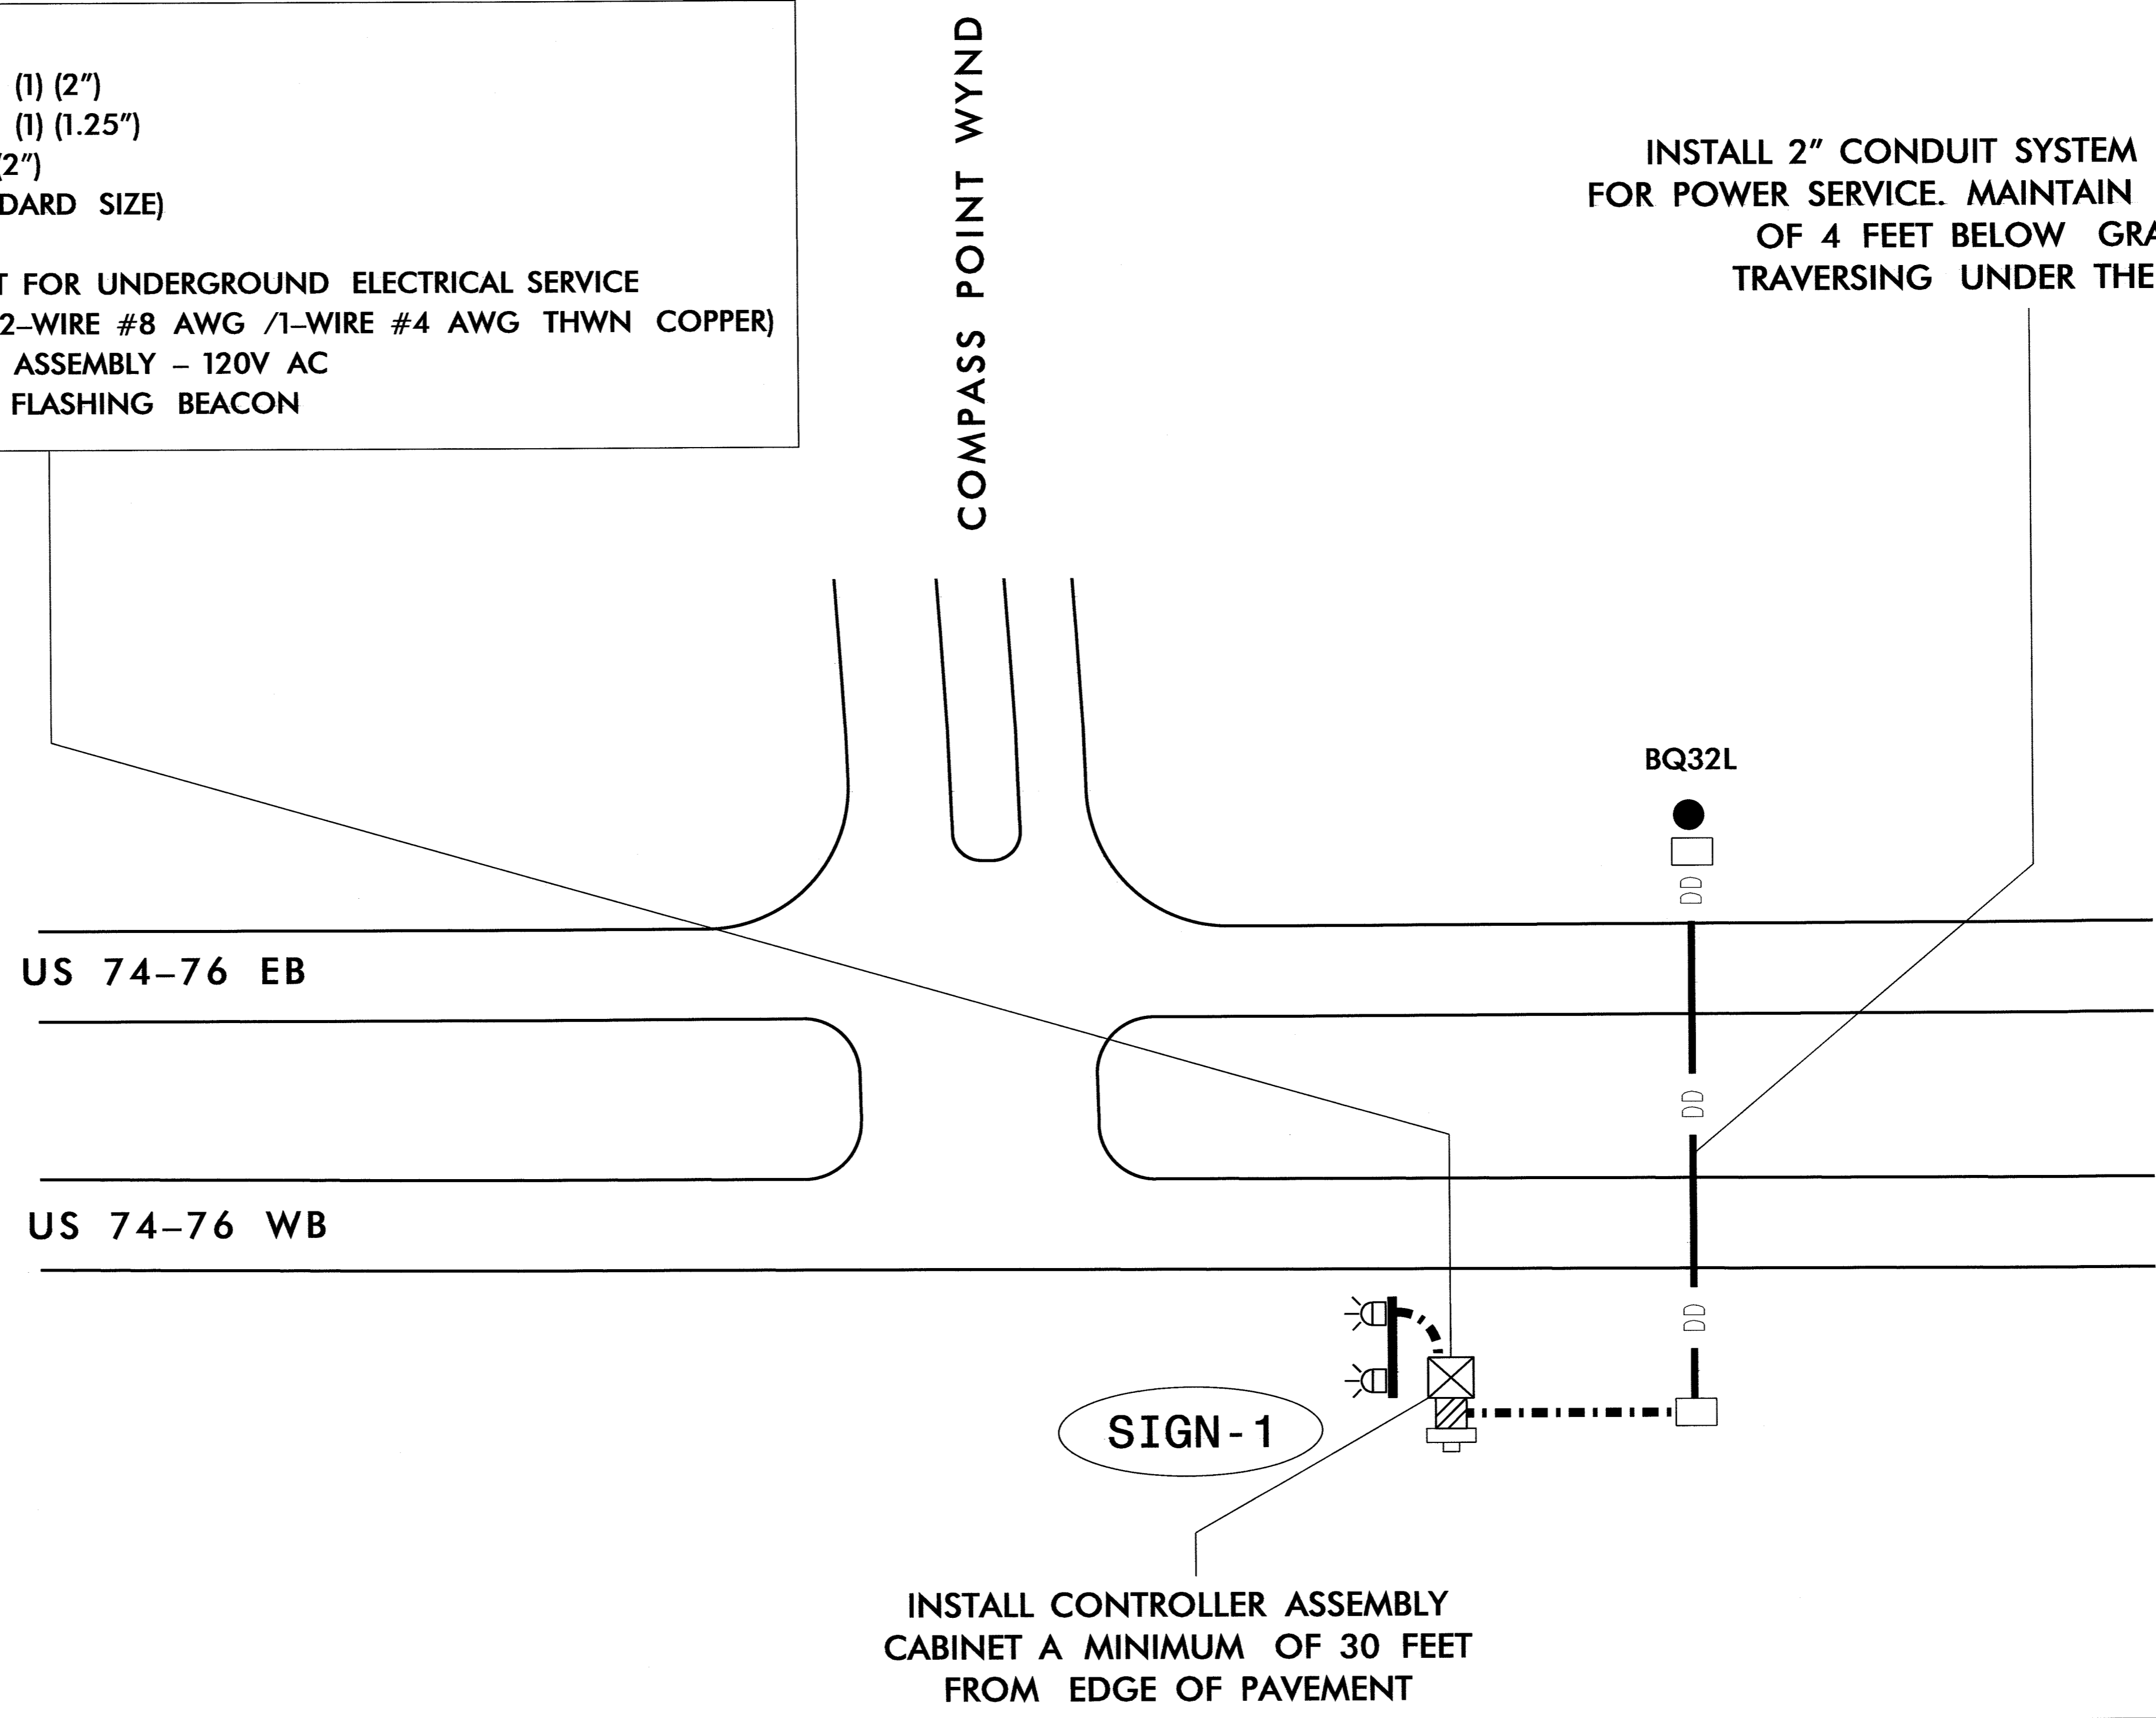 (1) (2")
(1) (1.25")
(2")
DARD SIZE)
T FOR UNDERGROUND ELECTRICAL SERVICE
2–WIRE #8 AWG /1–WIRE #4 AWG THWN COPPER)
ASSEMBLY – 120V AC
FLASHING BEACON
COMPASS POINT WYND
INSTALL 2" CONDUIT SYSTEM
FOR POWER SERVICE. MAINTAIN
OF 4 FEET BELOW GRA
TRAVERSING UNDER THE
BQ32L
US 74–76 EB
US 74–76 WB
SIGN-1
INSTALL CONTROLLER ASSEMBLY
CABINET A MINIMUM OF 30 FEET
FROM EDGE OF PAVEMENT